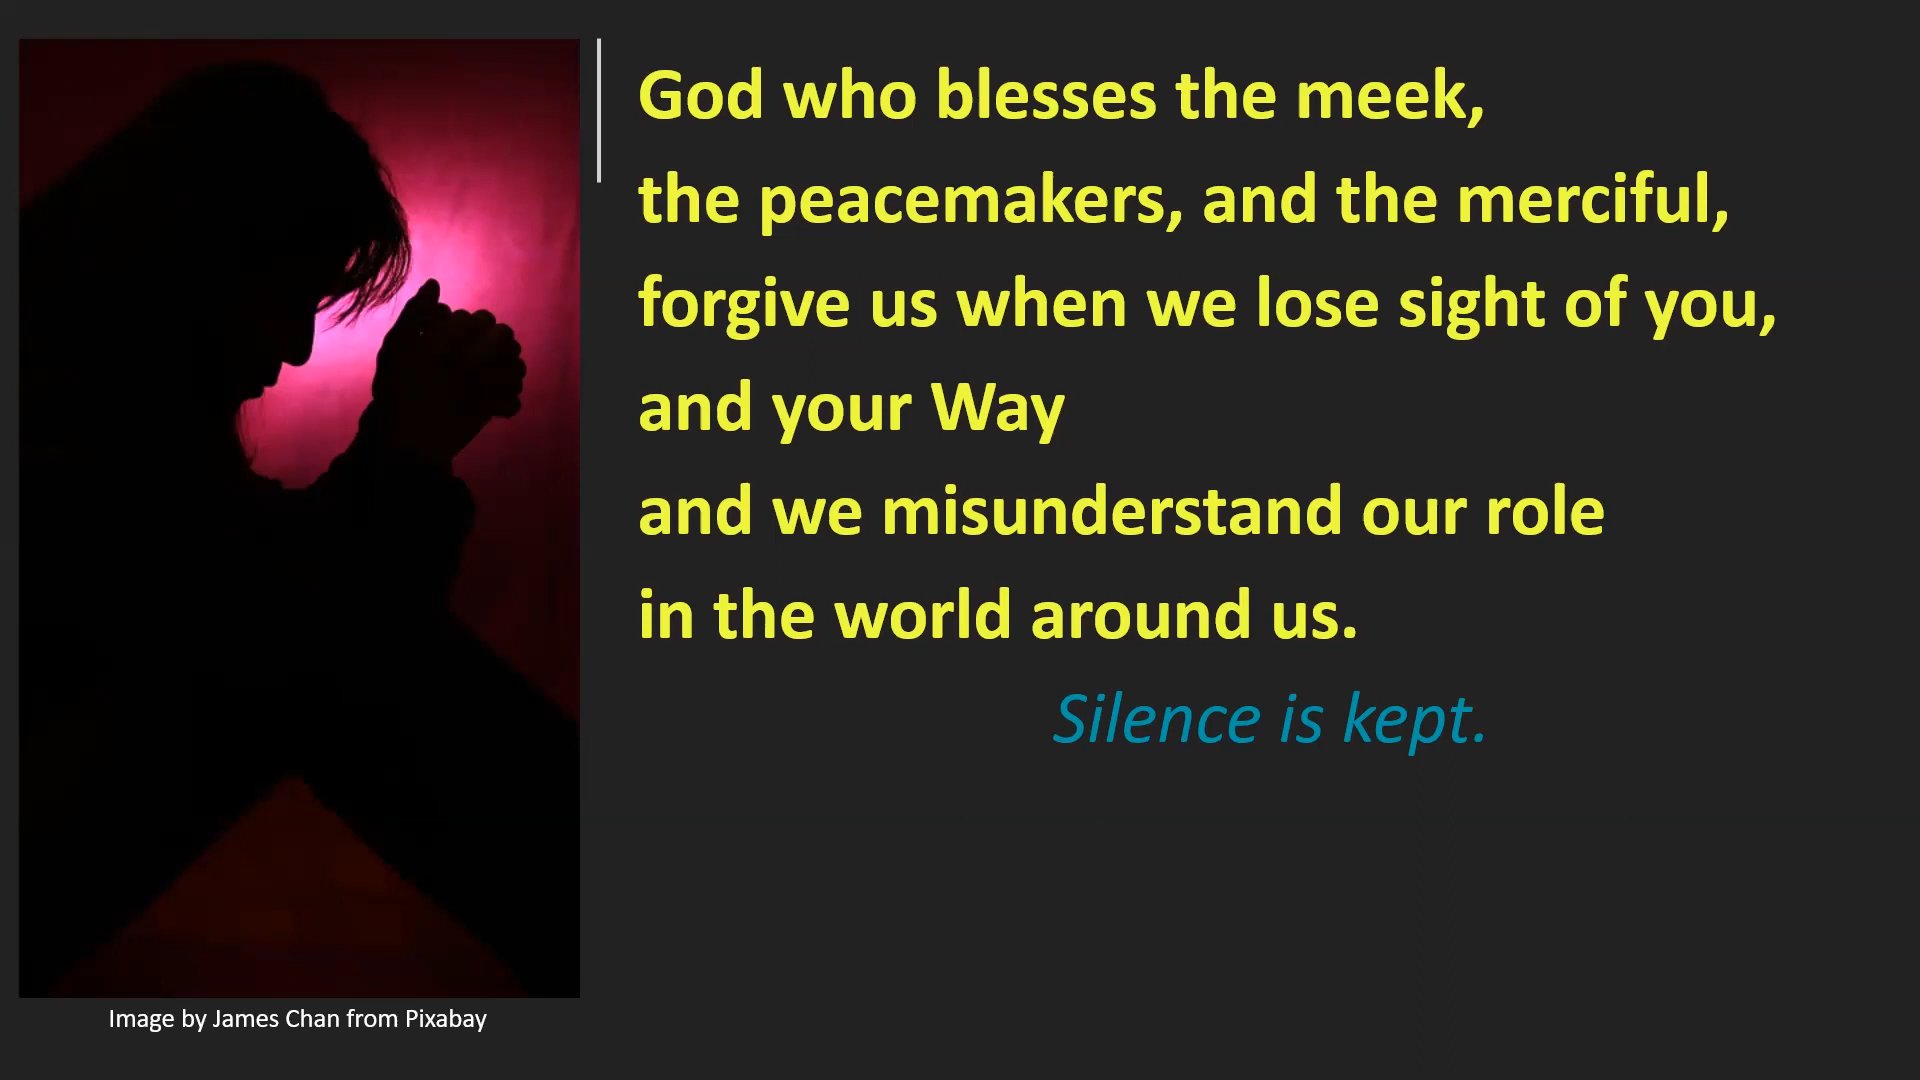 God who blesses the meek,
the peacemakers, and the merciful,
forgive us when we lose sight of you,
and your Way
and we misunderstand our role
in the world around us.
Silence is kept.
Image by James Chan from Pixabay